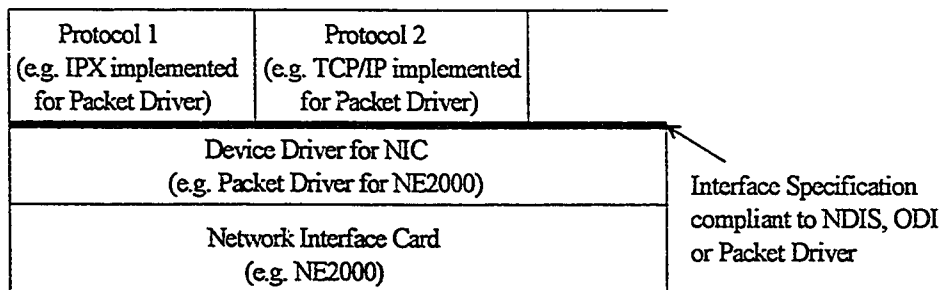 Protocol 1
(e.g. IPX implemented
for Packet Driver)
Protocol 2
(e.g. TCP/IP implemented
for Packet Driver)
Device Driver for NIC
(e.g. Packet Driver for NE2000)
Network Interface Card
(e.g. NE2000)
Interface Specification
compliant to NDIS, ODI
or Packet Driver